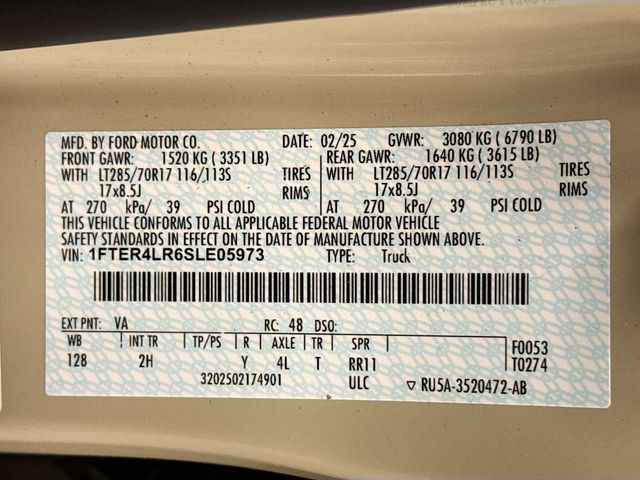 MFD. BY FORD MOTOR CO. DATE: 02/25 GVWR: 3080 KG ( 6790 LB)
FRONT GAWR: 1520 KG ( 3351 LB) REAR GAWR: 1640 KG ( 3615 LB)
WITH LT285/70R17 116/113S TIRES WITH LT285/70R17 116/113S TIRES
17x8.5J RIMS 17x8.5J RIMS
AT 270 kPa/ 39 PSI COLD AT 270 kPa/ 39 PSI COLD
THIS VEHICLE CONFORMS TO ALL APPLICABLE FEDERAL MOTOR VEHICLE
SAFETY STANDARDS IN EFFECT ON THE DATE OF MANUFACTURE SHOWN ABOVE.
VIN: 1FTER4LR6SLE05973 TYPE: Truck
EXT PNT: VA RC: 48 DSO:
WB INT TR TP/PS R AXLE TR SPR F0053
128 2H Y 4L T RR11 T0274
3202502174901 ULC ▽ RU5A-3520472-AB